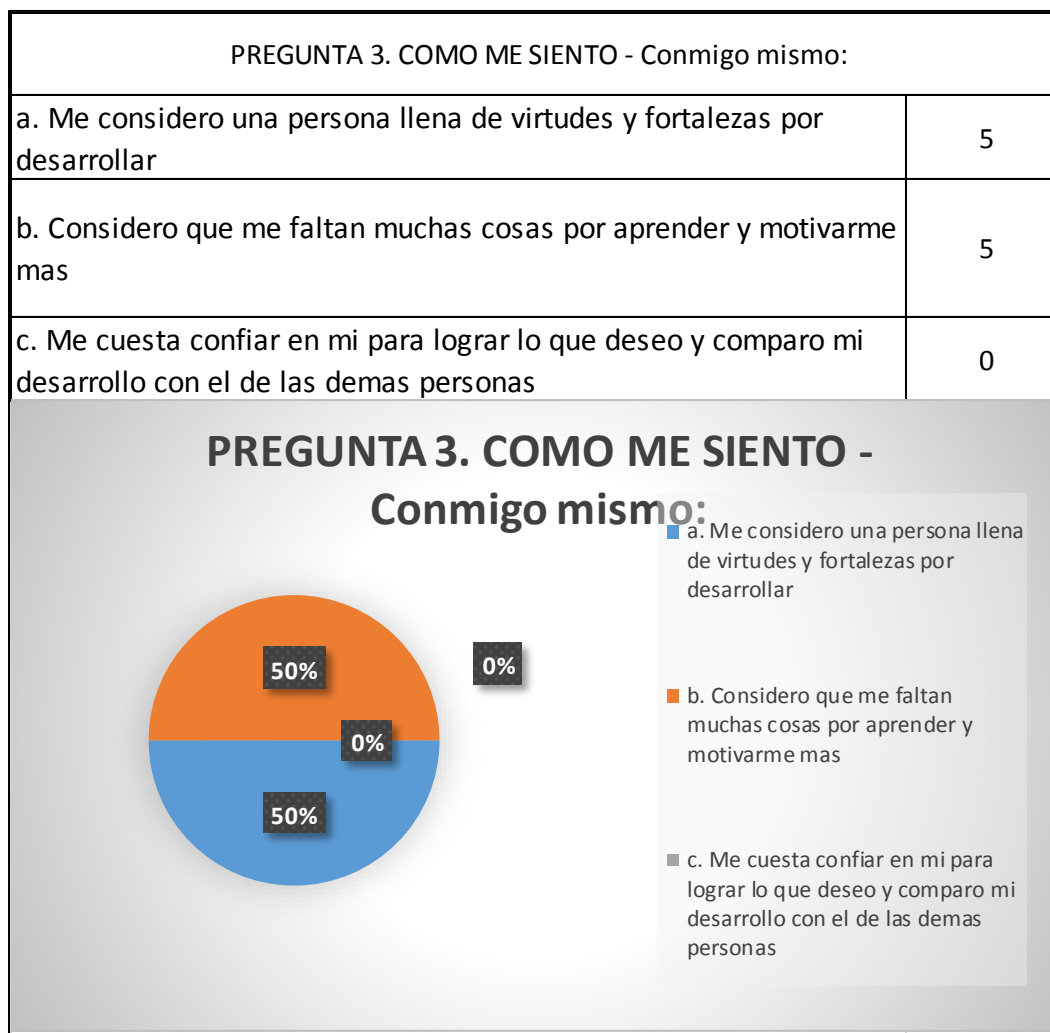 PREGUNTA 3. COMO ME SIENTO - Conmigo mismo:
a. Me considero una persona llena de virtudes y fortalezas por
desarrollar
5
b. Considero que me faltan muchas cosas por aprender y motivarme
mas
5
c. Me cuesta confiar en mi para lograr lo que deseo y comparo mi
desarrollo con el de las demas personas
0
PREGUNTA 3. COMO ME SIENTO -
Conmigo mismo:
50%
0%
0%
50%
a. Me considero una persona llena
de virtudes y fortalezas por
desarrollar
b. Considero que me faltan
muchas cosas por aprender y
motivarme mas
c. Me cuesta confiar en mi para
lograr lo que deseo y comparo mi
desarrollo con el de las demas
personas